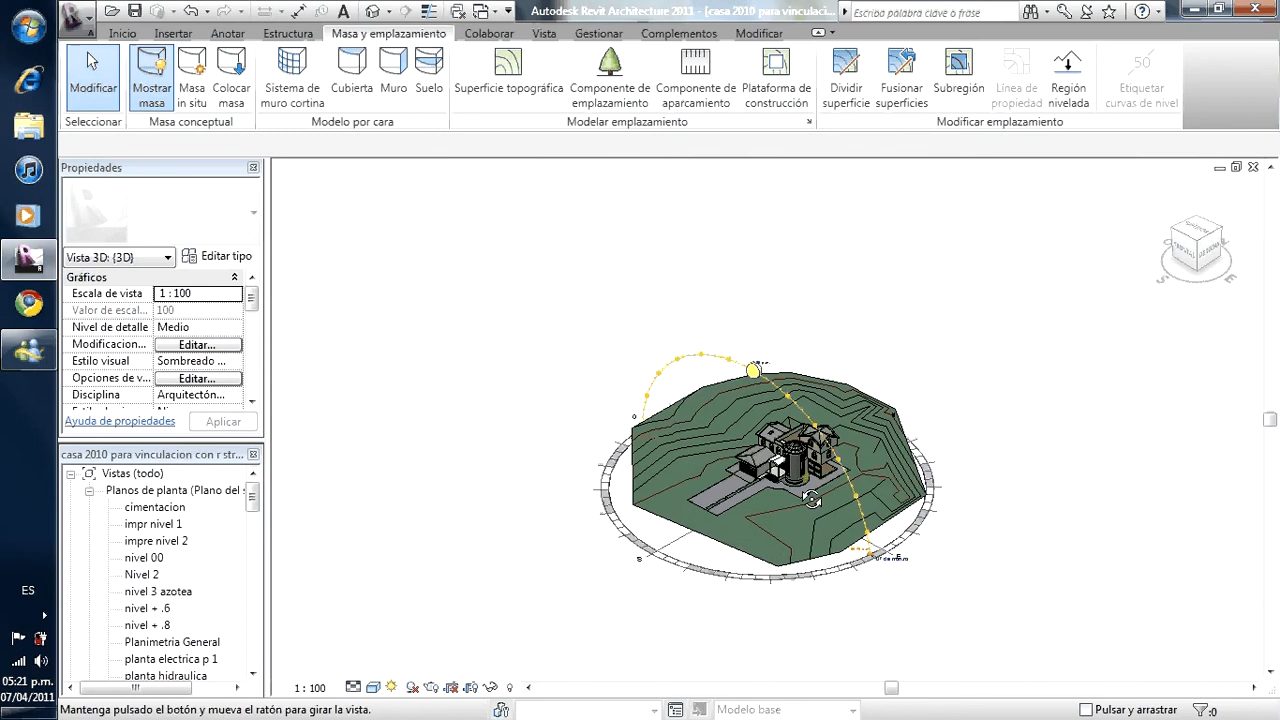 Autodesk Revit Architecture 2011 - [casa 2010 para vinculaci...
Escriba palabra clave o frase
Inicio Insertar Anotar Estructura Masa y emplazamiento Colaborar Vista Gestionar Complementos Modificar
Modificar
Mostrar masa
Masa in situ
Colocar masa
Sistema de muro cortina
Cubierta
Muro
Suelo
Superficie topográfica
Componente de emplazamiento
Componente de aparcamiento
Plataforma de construcción
Dividir superficie
Fusionar superficies
Subregión
Línea de propiedad
Región nivelada
50
Etiquetar curvas de nivel
Seleccionar
Masa conceptual
Modelo por cara
Modelar emplazamiento
Modificar emplazamiento
Propiedades
Vista 3D: {3D}
Editar tipo
Gráficos
Escala de vista 1 : 100
Valor de escal... 100
Nivel de detalle Medio
Modificacion... Editar...
Estilo visual Sombreado ...
Opciones de v... Editar...
Disciplina Arquitectón...
Ayuda de propiedades
Aplicar
casa 2010 para vinculacion con r str...
Vistas (todo)
Planos de planta (Plano del
cimentacion
impr nivel 1
impre nivel 2
nivel 00
Nivel 2
nivel 3 azotea
nivel + .6
nivel + .8
Planimetria General
planta electrica p 1
planta hidraulica
O
S
E
S
E
ES
05:21 p.m.
07/04/2011
1 : 100
Mantenga pulsado el botón y mueva el ratón para girar la vista.
Modelo base
Pulsar y arrastrar
:0